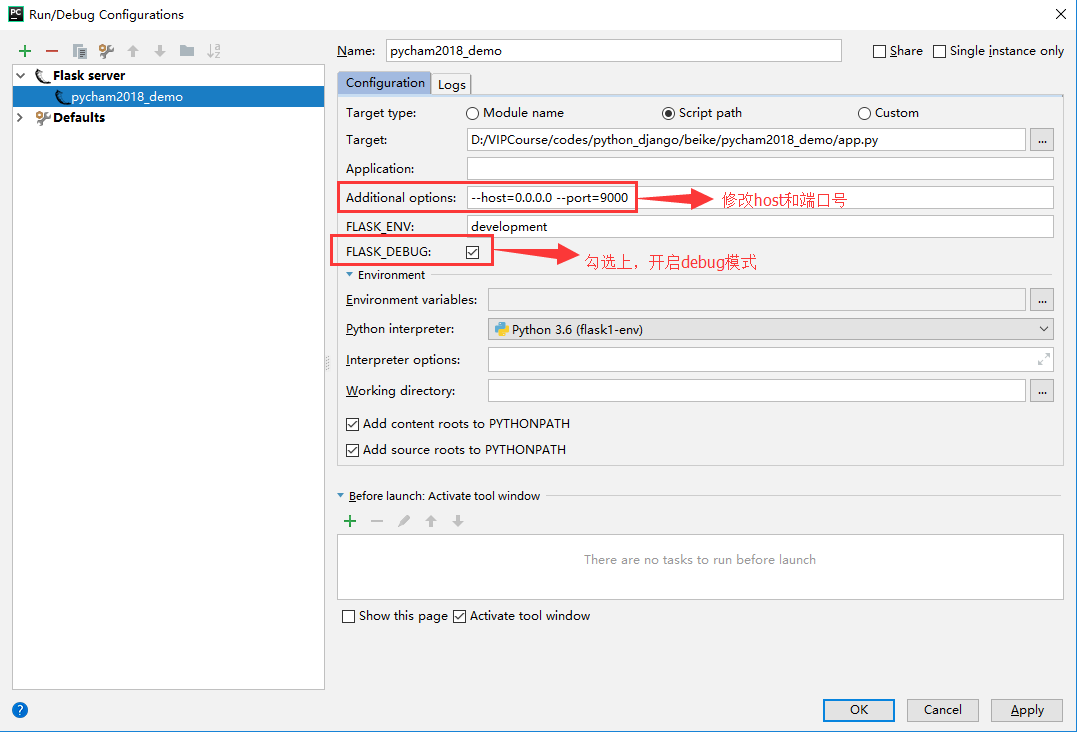 Run/Debug Configurations
Name: pycham2018_demo Share Single instance only
Flask server
pycham2018_demo
Defaults
Configuration Logs
Target type: Module name Script path Custom
Target: D:/VIPCourse/codes/python_django/beike/pycham2018_demo/app.py ...
Application:
Additional options: --host=0.0.0.0 --port=9000 修改host和端口号
FLASK_ENV: development
FLASK_DEBUG: 勾选上，开启debug模式
Environment
Environment variables: ...
Python interpreter: Python 3.6 (flask1-env)
Interpreter options:
Working directory: ...
Add content roots to PYTHONPATH
Add source roots to PYTHONPATH
Before launch: Activate tool window
There are no tasks to run before launch
Show this page Activate tool window
? OK Cancel Apply